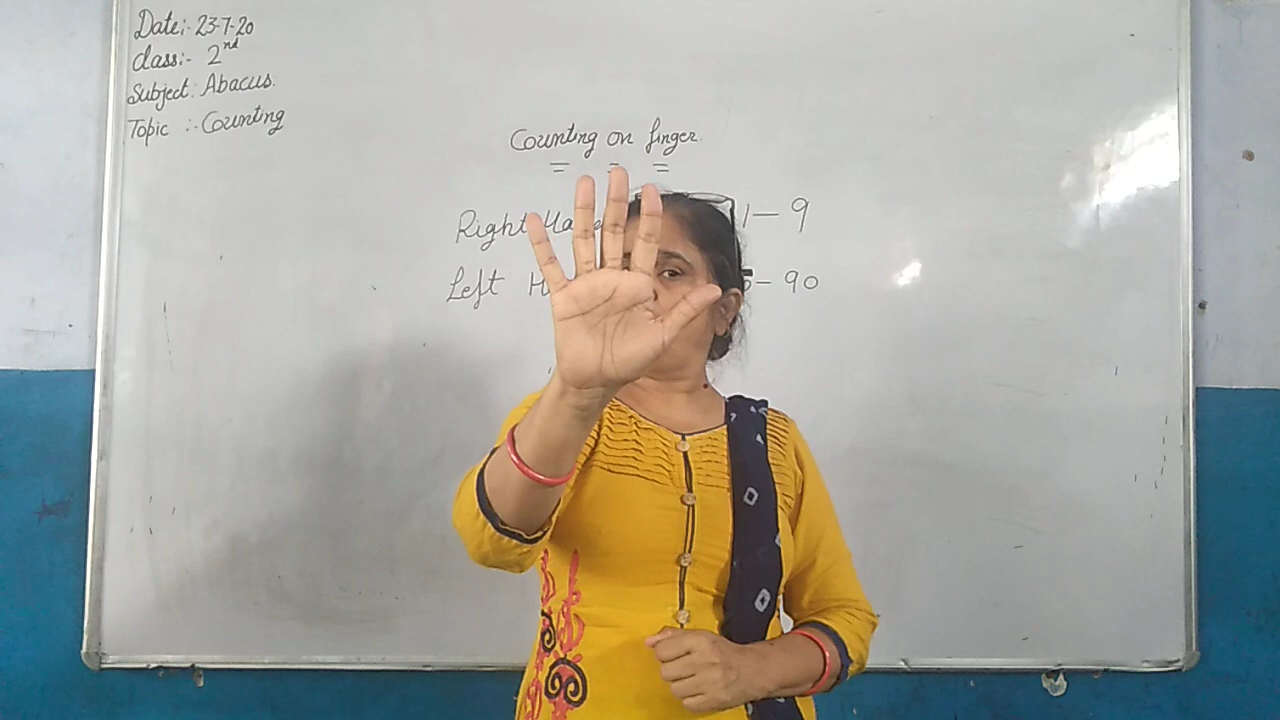 Date:- 23-7-20
Class:- 2nd
Subject: Abacus.
Topic :- Counting
Counting on finger.
Right 1 – 9
Left – 90